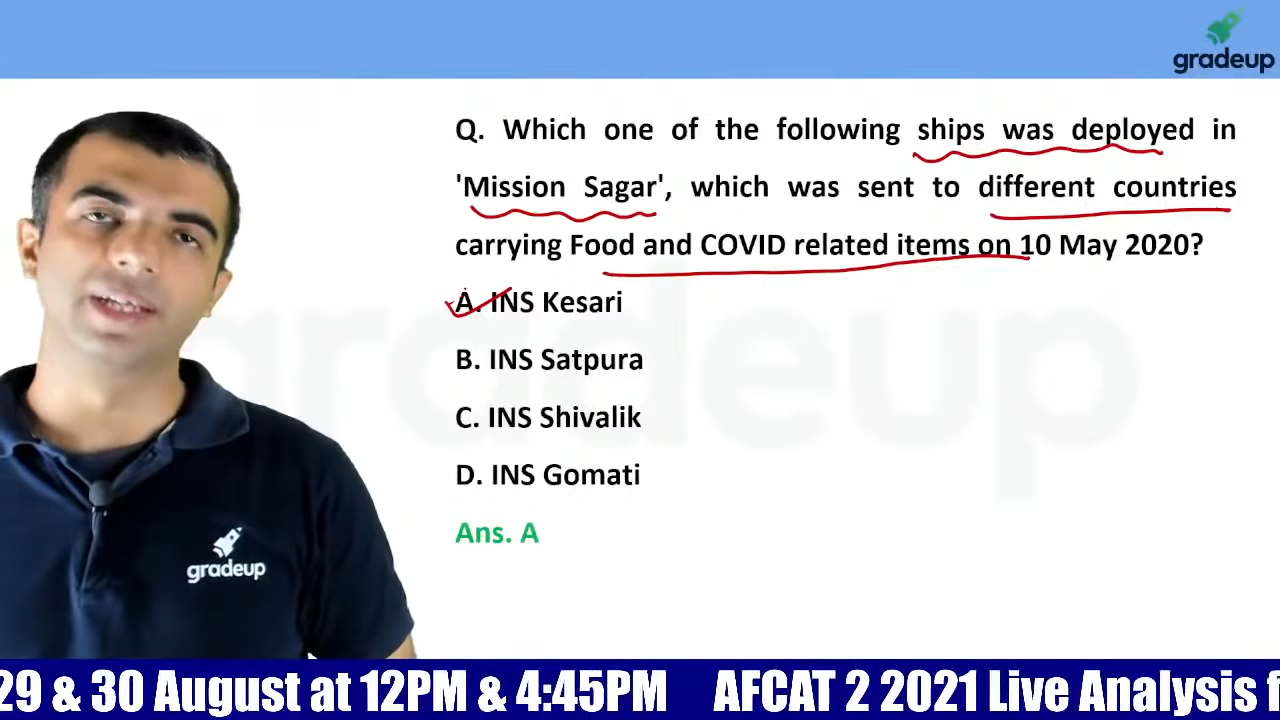 gradeup
Q. Which one of the following ships was deployed in
'Mission Sagar', which was sent to different countries
carrying Food and COVID related items on 10 May 2020?
A. INS Kesari
B. INS Satpura
C. INS Shivalik
D. INS Gomati
Ans. A
gradeup
gradeup
29 & 30 August at 12PM & 4:45PM AFCAT 2 2021 Live Analysis f